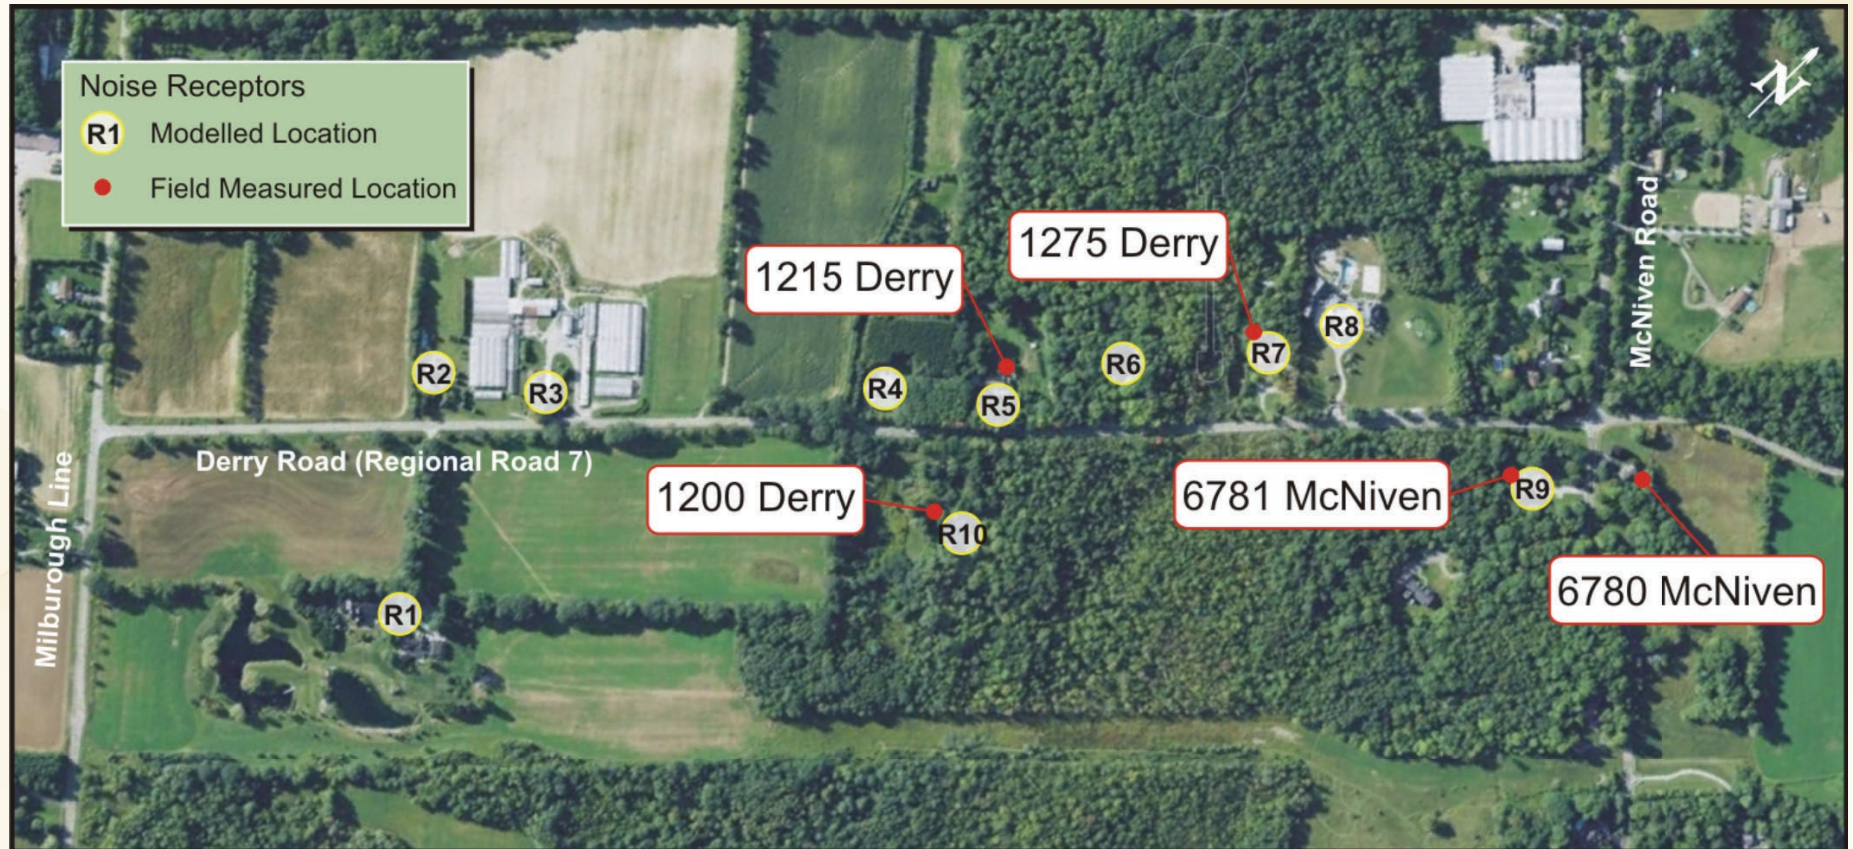 Noise Receptors
R1 Modelled Location
Field Measured Location
N
McNiven Road
1275 Derry
1215 Derry
R8
R7
R6
R2
R4
R3
R5
Derry Road (Regional Road 7)
Milburough Line
1200 Derry
6781 McNiven
R9
R10
6780 McNiven
R1